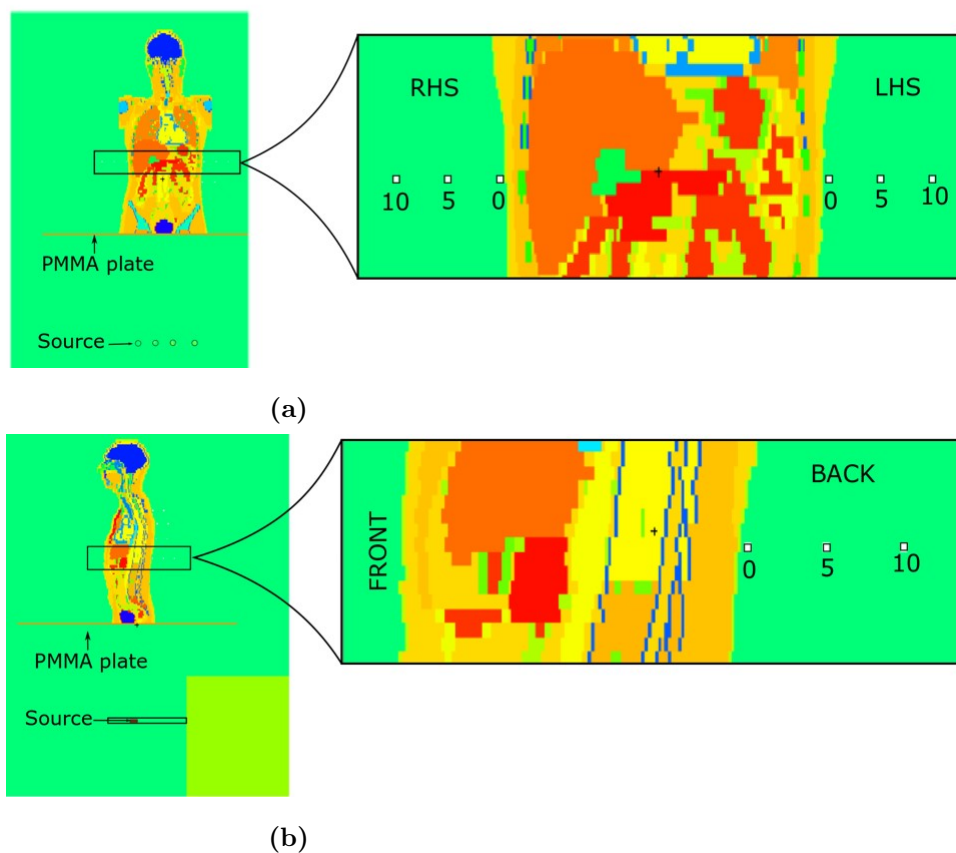 RHS
LHS
10
5
0
0
5
10
PMMA plate
Source
(a)
FRONT
BACK
0
5
10
PMMA plate
Source
(b)